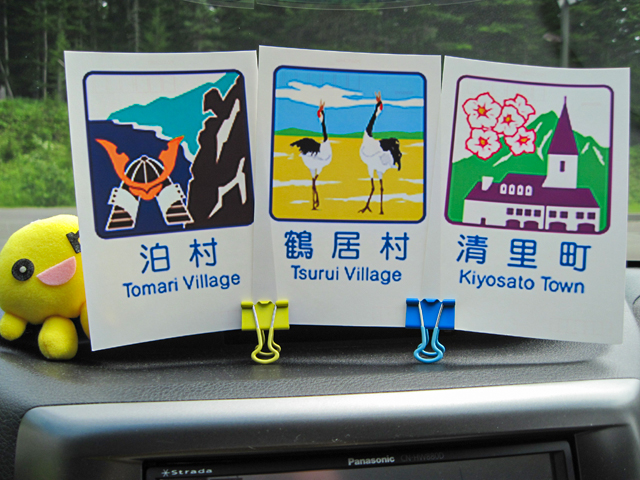 泊村
Tomari Village
鶴居村
Tsurui Village
清里町
Kiyosato Town
Strada
Panasonic